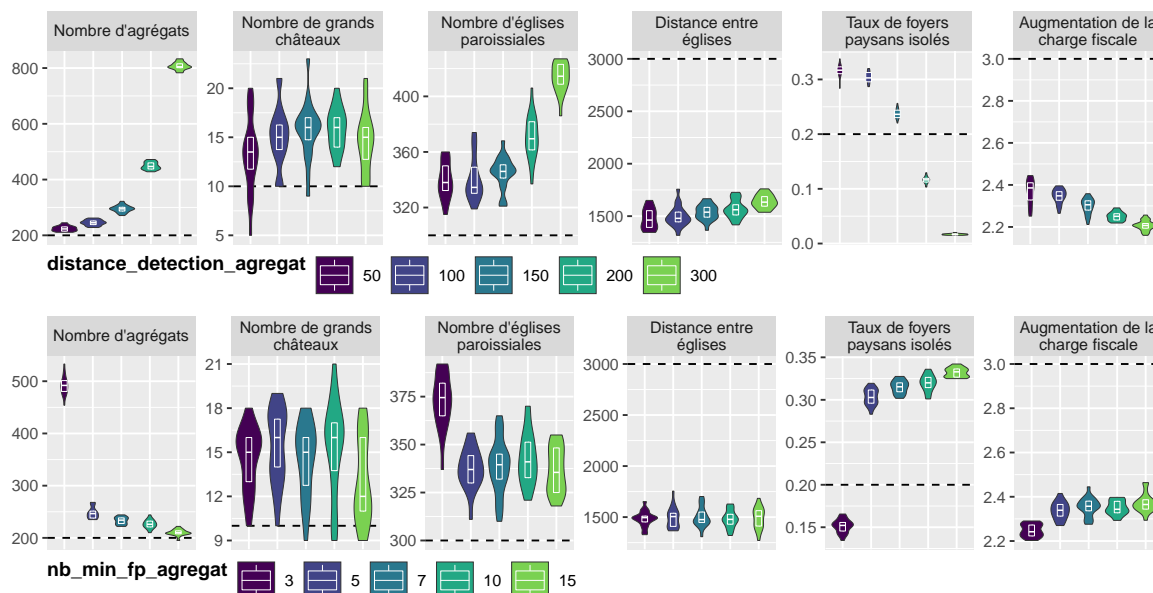 Nombre d'agrégats
Nombre de grands
châteaux
Nombre d'églises
paroissiales
Distance entre
églises
Taux de foyers
paysans isolés
Augmentation de la
charge fiscale
800
600
400
200
20
15
10
5
400
360
320
3000
2500
2000
1500
0.3
0.2
0.1
0.0
3.0
2.8
2.6
2.4
2.2
distance_detection_agregat 50 100 150 200 300
Nombre d'agrégats
Nombre de grands
châteaux
Nombre d'églises
paroissiales
Distance entre
églises
Taux de foyers
paysans isolés
Augmentation de la
charge fiscale
500
400
300
200
21
18
15
12
9
375
350
325
300
3000
2500
2000
1500
0.35
0.30
0.25
0.20
0.15
3.0
2.8
2.6
2.4
2.2
nb_min_fp_agregat 3 5 7 10 15